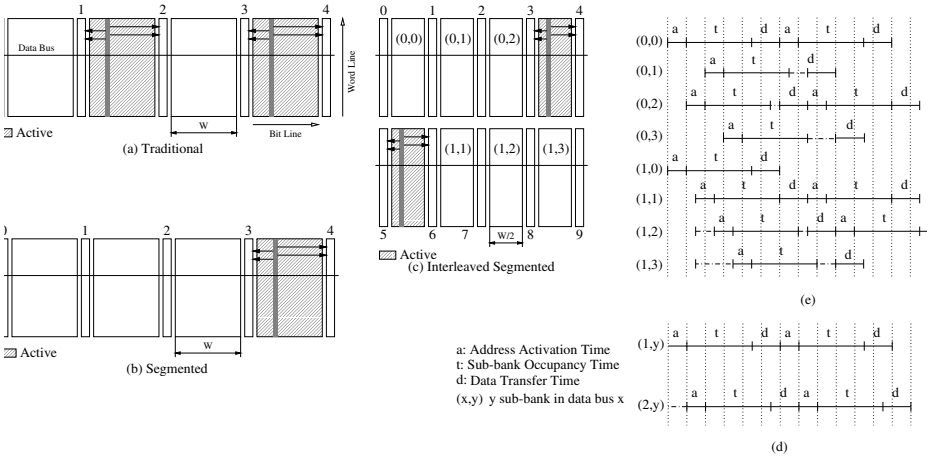 1 2 3 4
Data Bus
Word Line
W
Bit Line
Active
(a) Traditional
1 2 3 4
W
Active
(b) Segmented
0 1 2 3 4
(0,0) (0,1) (0,2)
(1,1) (1,2) (1,3)
5 6 7 W/2 8 9
Active
(c) Interleaved Segmented
a t d a t d
(0,0)
a t d
(0,1)
a t d a t d
(0,2)
a t d
(0,3)
a t d
(1,0)
a t d a t d
(1,1)
a t d a t
(1,2)
a t d
(1,3)
(e)
a: Address Activation Time
t: Sub-bank Occupancy Time
d: Data Transfer Time
(x,y) y sub-bank in data bus x
a t d a t d
(1,y)
a t d a t d
(2,y)
(d)